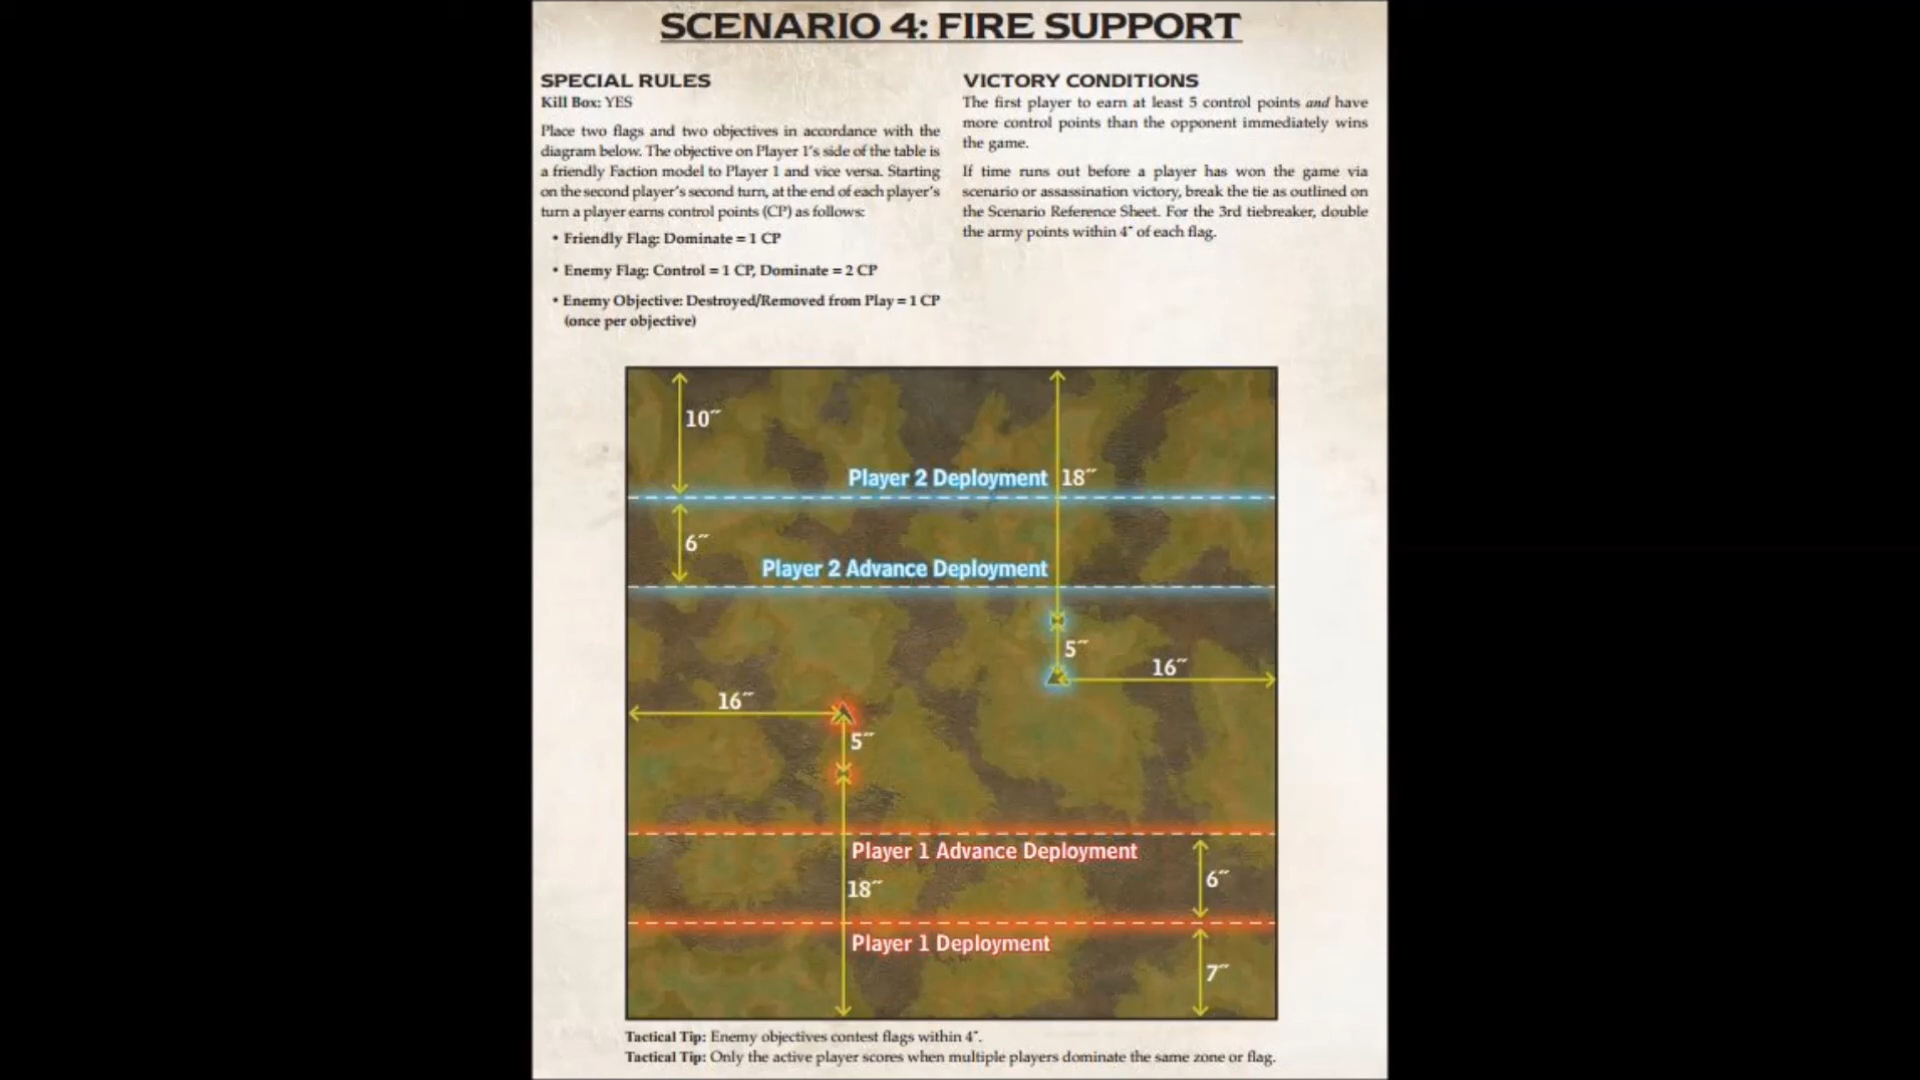 SCENARIO 4: FIRE SUPPORT
SPECIAL RULES
Kill Box: YES
Place two flags and two objectives in accordance with the
diagram below. The objective on Player 1's side of the table is
a friendly Faction model to Player 1 and vice versa. Starting
on the second player's second turn, at the end of each player's
turn a player earns control points (CP) as follows:
• Friendly Flag: Dominate = 1 CP
• Enemy Flag: Control = 1 CP, Dominate = 2 CP
• Enemy Objective: Destroyed/Removed from Play = 1 CP
(once per objective)
VICTORY CONDITIONS
The first player to earn at least 5 control points and have
more control points than the opponent immediately wins
the game.
If time runs out before a player has won the game via
scenario or assassination victory, break the tie as outlined on
the Scenario Reference Sheet. For the 3rd tiebreaker, double
the army points within 4˝ of each flag.
10˝
Player 2 Deployment
18˝
6˝
Player 2 Advance Deployment
5˝
16˝
16˝
5˝
Player 1 Advance Deployment
18˝
6˝
Player 1 Deployment
7˝
Tactical Tip: Enemy objectives contest flags within 4˝.
Tactical Tip: Only the active player scores when multiple players dominate the same zone or flag.